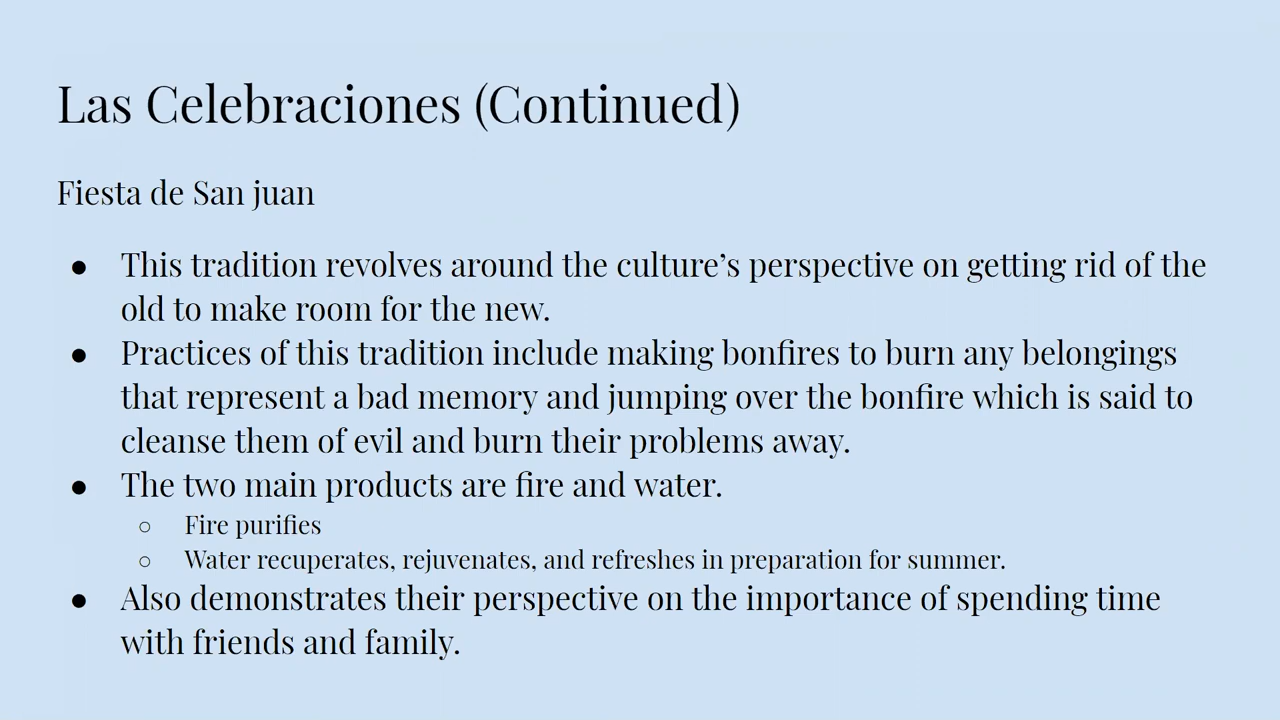 Las Celebraciones (Continued)
Fiesta de San juan
● This tradition revolves around the culture’s perspective on getting rid of the
old to make room for the new.
● Practices of this tradition include making bonfires to burn any belongings
that represent a bad memory and jumping over the bonfire which is said to
cleanse them of evil and burn their problems away.
● The two main products are fire and water.
○ Fire purifies
○ Water recuperates, rejuvenates, and refreshes in preparation for summer.
● Also demonstrates their perspective on the importance of spending time
with friends and family.